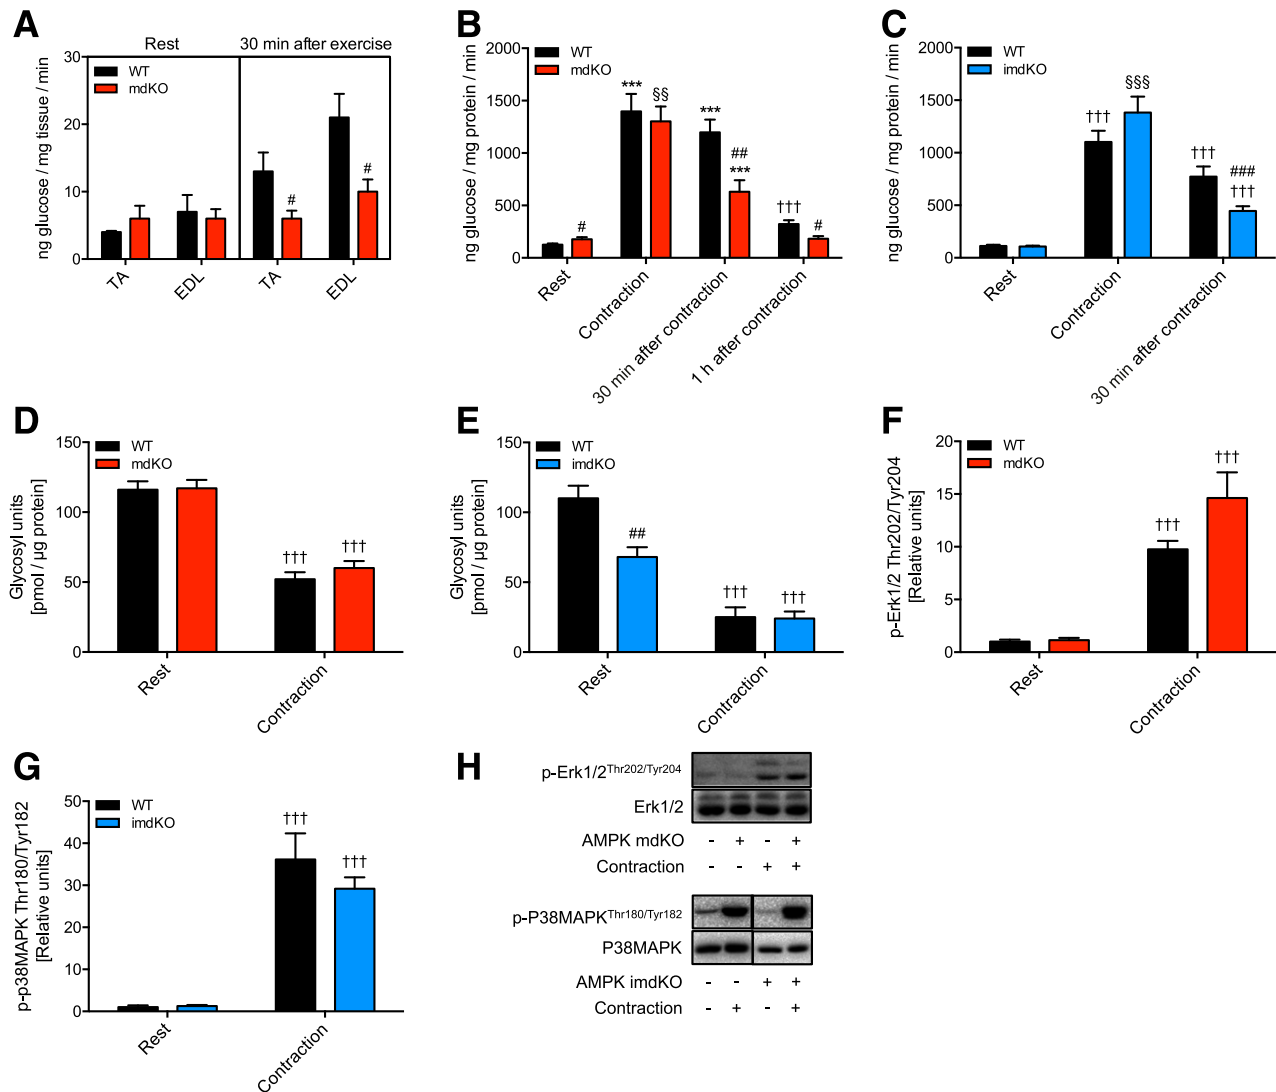 A
Rest
30 min after exercise
ng glucose / mg tissue / min
30
20
10
0
WT
mdKO
#
#
TA
EDL
TA
EDL
B
ng glucose / mg protein / min
2000
1500
1000
500
0
WT
mdKO
#
***
§§
***
##
***
†††
#
Rest
Contraction
30 min after contraction
1 h after contraction
C
ng glucose / mg protein / min
2000
1500
1000
500
0
WT
imdKO
†††
§§§
†††
###
†††
Rest
Contraction
30 min after contraction
D
Glycosyl units
[pmol / µg protein]
150
100
50
0
WT
mdKO
†††
†††
Rest
Contraction
E
Glycosyl units
[pmol / µg protein]
150
100
50
0
WT
imdKO
##
†††
†††
Rest
Contraction
F
p-Erk1/2 Thr202/Tyr204
[Relative units]
20
15
10
5
0
WT
mdKO
†††
†††
Rest
Contraction
G
p-p38MAPK Thr180/Tyr182
[Relative units]
50
40
30
20
10
0
WT
imdKO
†††
†††
Rest
Contraction
H
p-Erk1/2Thr202/Tyr204
Erk1/2
AMPK mdKO - + - +
Contraction - - + +
p-P38MAPKThr180/Tyr182
P38MAPK
AMPK imdKO - - + +
Contraction - + - +